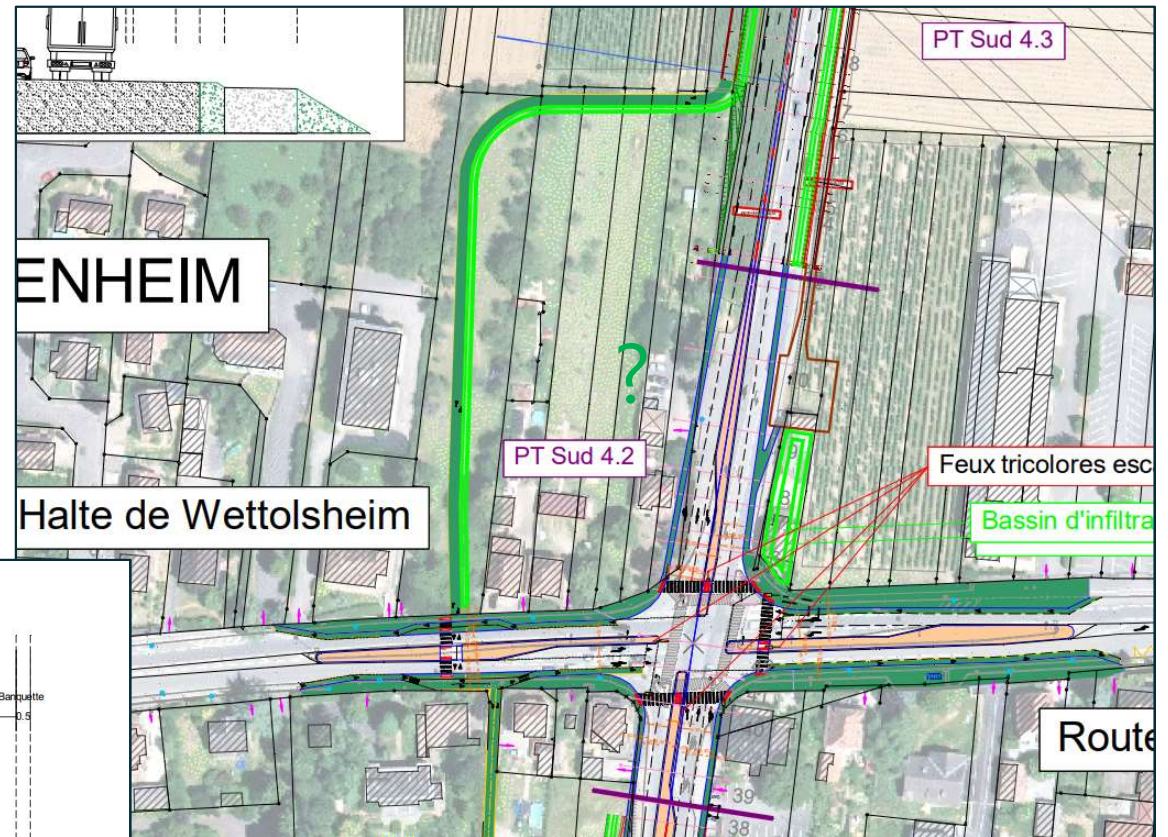 PT Sud 4.3
ENHEIM
?
PT Sud 4.2
Feux tricolores esc
Halte de Wettolsheim
Bassin d'infiltra
Banquette
0.5
Route
39
38